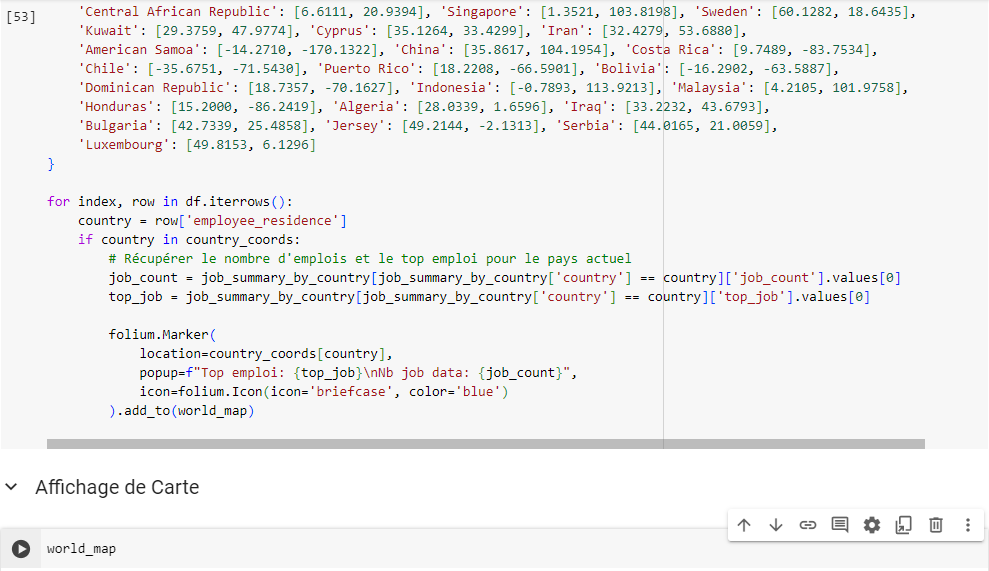 [53]
'Central African Republic': [6.6111, 20.9394], 'Singapore': [1.3521, 103.8198], 'Sweden': [60.1282, 18.6435],
'Kuwait': [29.3759, 47.9774], 'Cyprus': [35.1264, 33.4299], 'Iran': [32.4279, 53.6880],
'American Samoa': [-14.2710, -170.1322], 'China': [35.8617, 104.1954], 'Costa Rica': [9.7489, -83.7534],
'Chile': [-35.6751, -71.5430], 'Puerto Rico': [18.2208, -66.5901], 'Bolivia': [-16.2902, -63.5887],
'Dominican Republic': [18.7357, -70.1627], 'Indonesia': [-0.7893, 113.9213], 'Malaysia': [4.2105, 101.9758],
'Honduras': [15.2000, -86.2419], 'Algeria': [28.0339, 1.6596], 'Iraq': [33.2232, 43.6793],
'Bulgaria': [42.7339, 25.4858], 'Jersey': [49.2144, -2.1313], 'Serbia': [44.0165, 21.0059],
'Luxembourg': [49.8153, 6.1296]
}
for index, row in df.iterrows():
country = row['employee_residence']
if country in country_coords:
# Récupérer le nombre d'emplois et le top emploi pour le pays actuel
job_count = job_summary_by_country[job_summary_by_country['country'] == country]['job_count'].values[0]
top_job = job_summary_by_country[job_summary_by_country['country'] == country]['top_job'].values[0]
folium.Marker(
location=country_coords[country],
popup=f"Top emploi: {top_job}\nNb job data: {job_count}",
icon=folium.Icon(icon='briefcase', color='blue')
).add_to(world_map)
Affichage de Carte
world_map